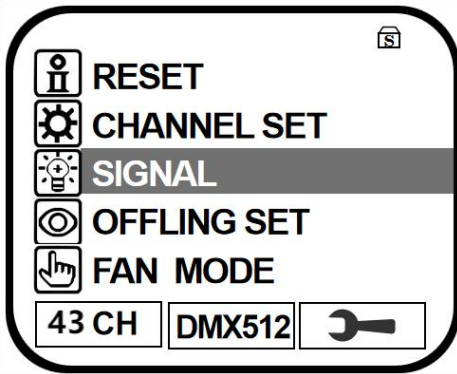 S
RESET
CHANNEL SET
SIGNAL
OFFLING SET
FAN MODE
43 CH DMX512